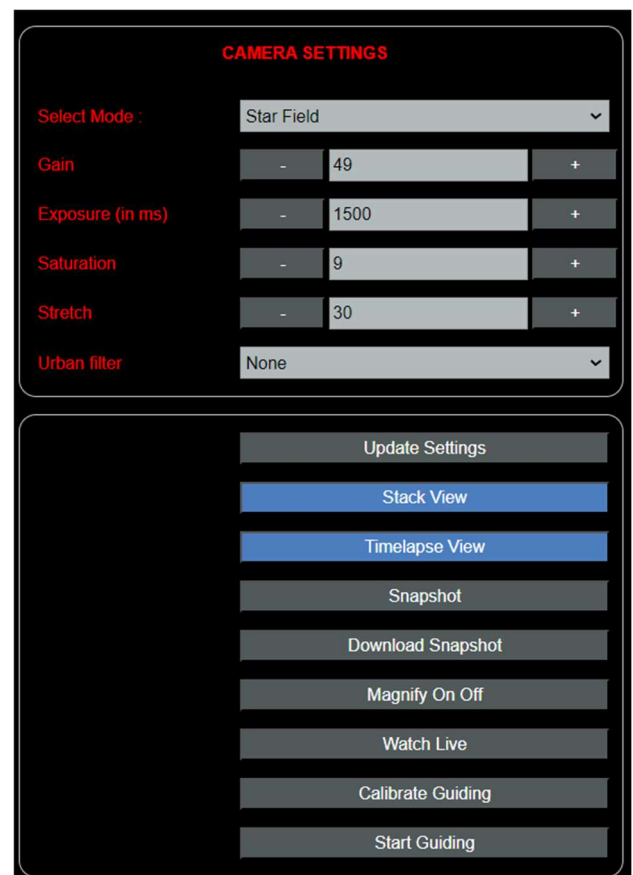 CAMERA SETTINGS
Select Mode : Star Field
Gain - 49 +
Exposure (in ms) - 1500 +
Saturation - 9 +
Stretch - 30 +
Urban filter None
Update Settings
Stack View
Timelapse View
Snapshot
Download Snapshot
Magnify On Off
Watch Live
Calibrate Guiding
Start Guiding